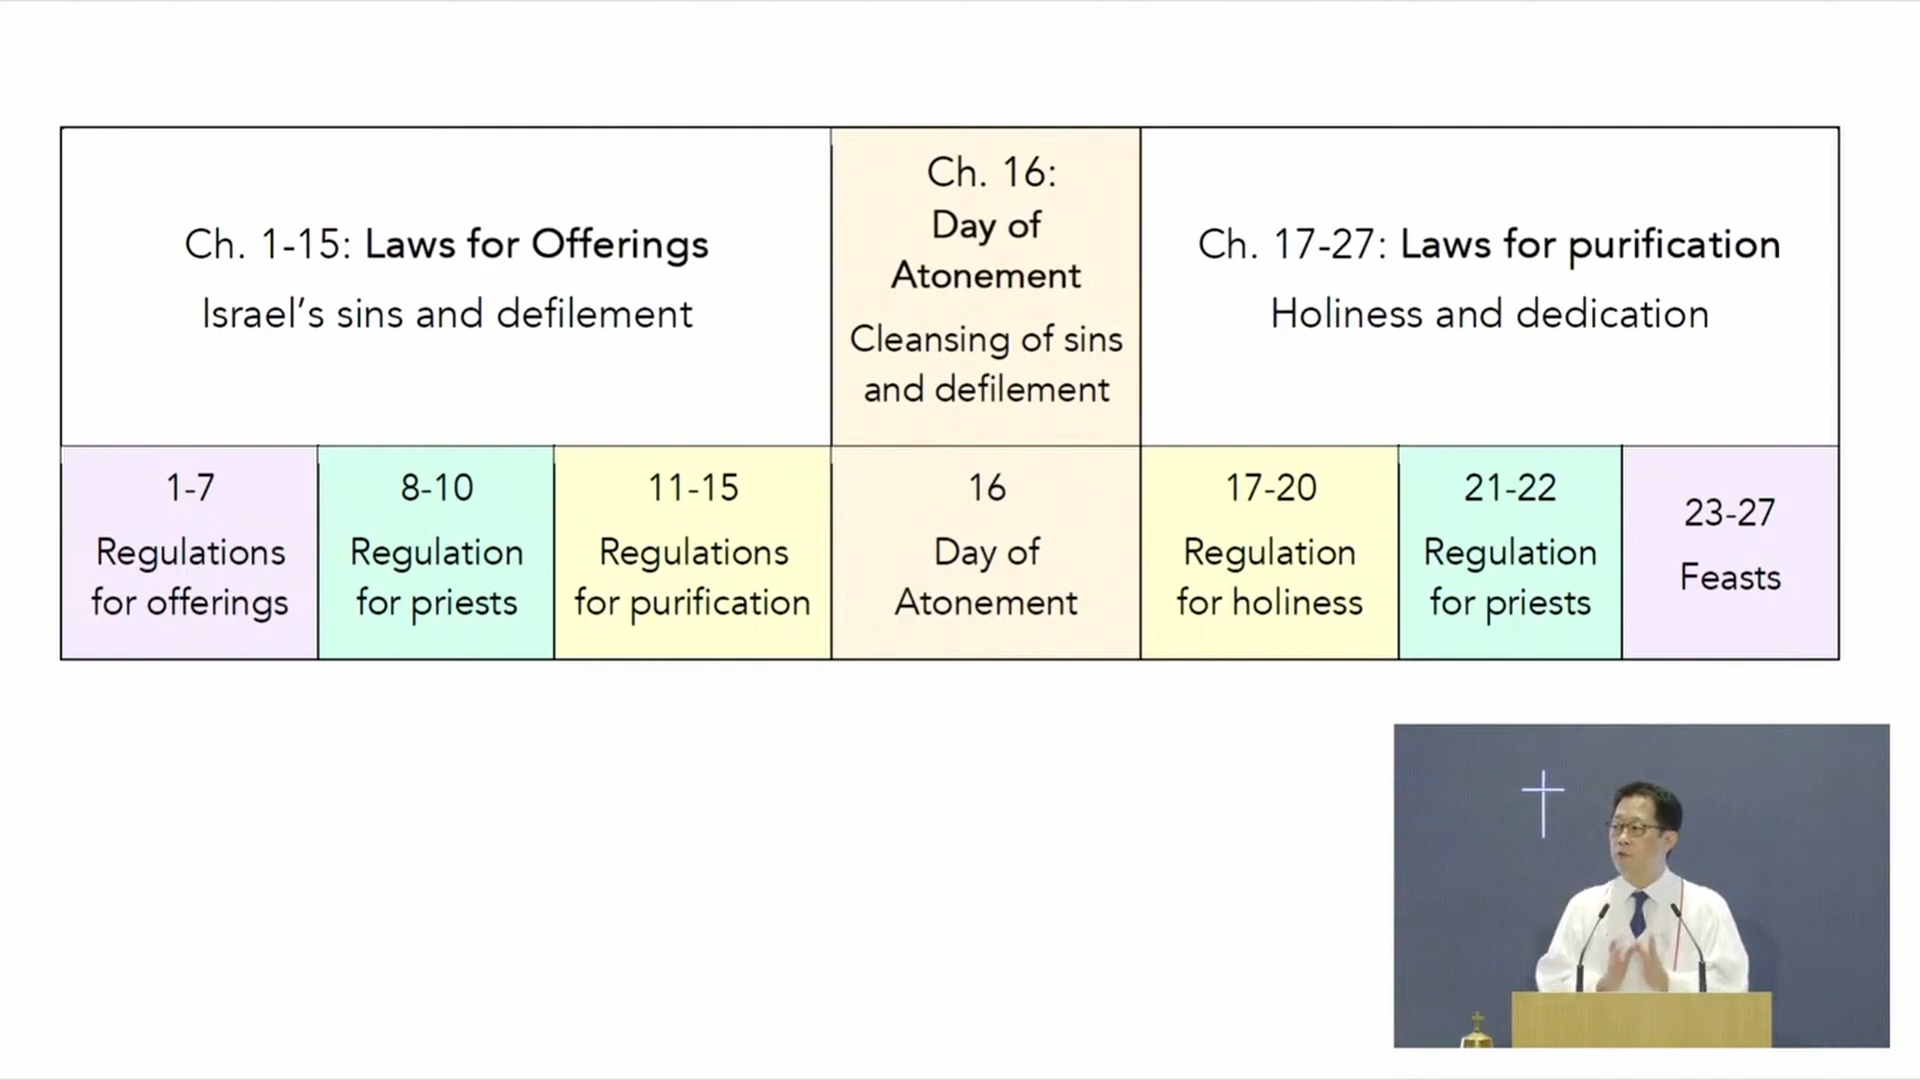 Ch. 1-15: Laws for Offerings
Israel's sins and defilement
Ch. 16:
Day of
Atonement
Cleansing of sins
and defilement
Ch. 17-27: Laws for purification
Holiness and dedication
1-7
Regulations
for offerings
8-10
Regulation
for priests
11-15
Regulations
for purification
16
Day of
Atonement
17-20
Regulation
for holiness
21-22
Regulation
for priests
23-27
Feasts